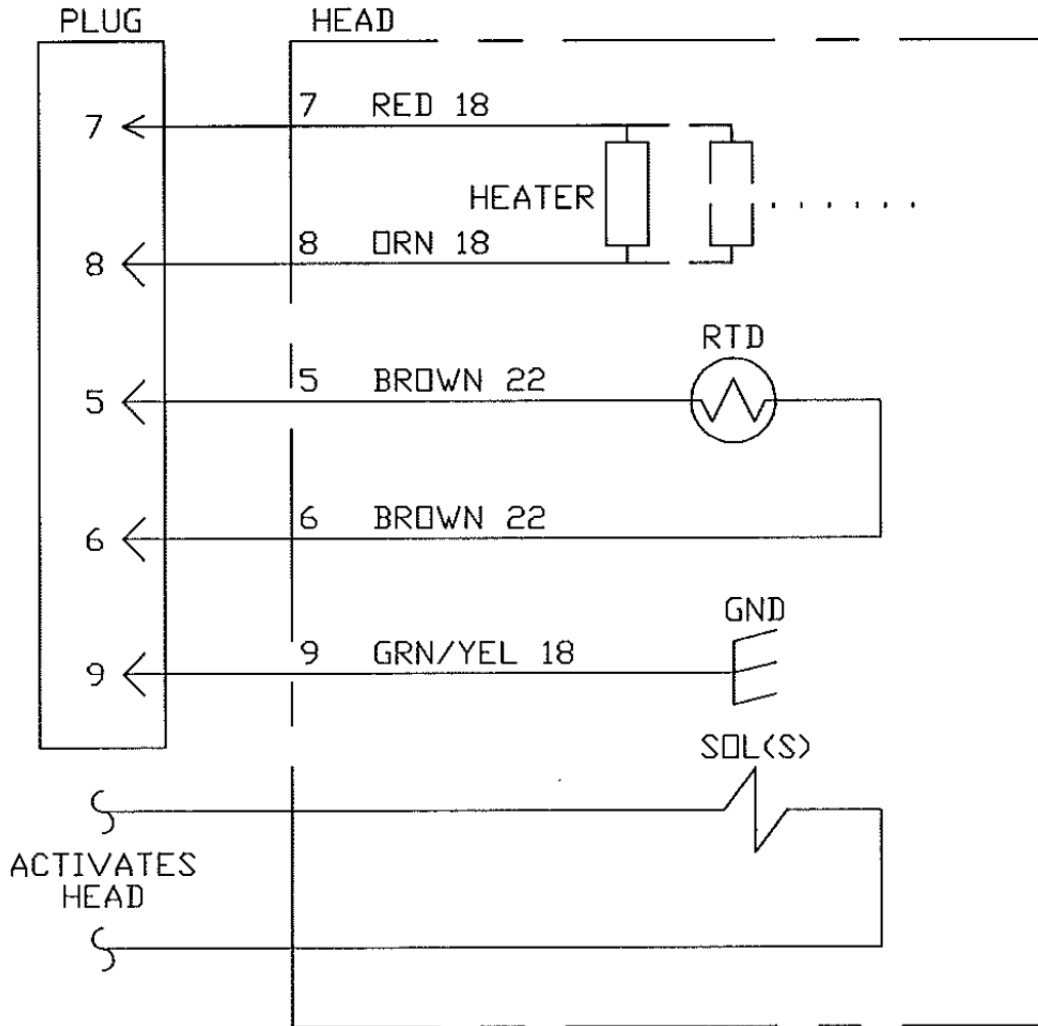 PLUG HEAD
7 7 RED 18
HEATER
8 8 ORN 18
RTD
5 5 BROWN 22
6 6 BROWN 22
GND
9 9 GRN/YEL 18
SOL(S)
ACTIVATES
HEAD